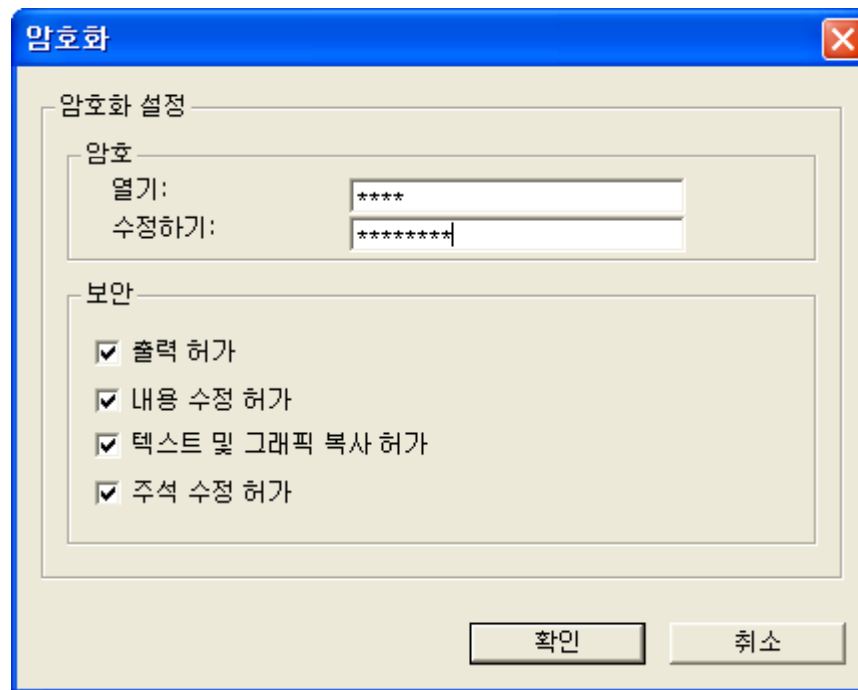 암호화
암호화 설정
암호
열기: ****
수정하기: ********
보안
출력 허가
내용 수정 허가
텍스트 및 그래픽 복사 허가
주석 수정 허가
확인 취소